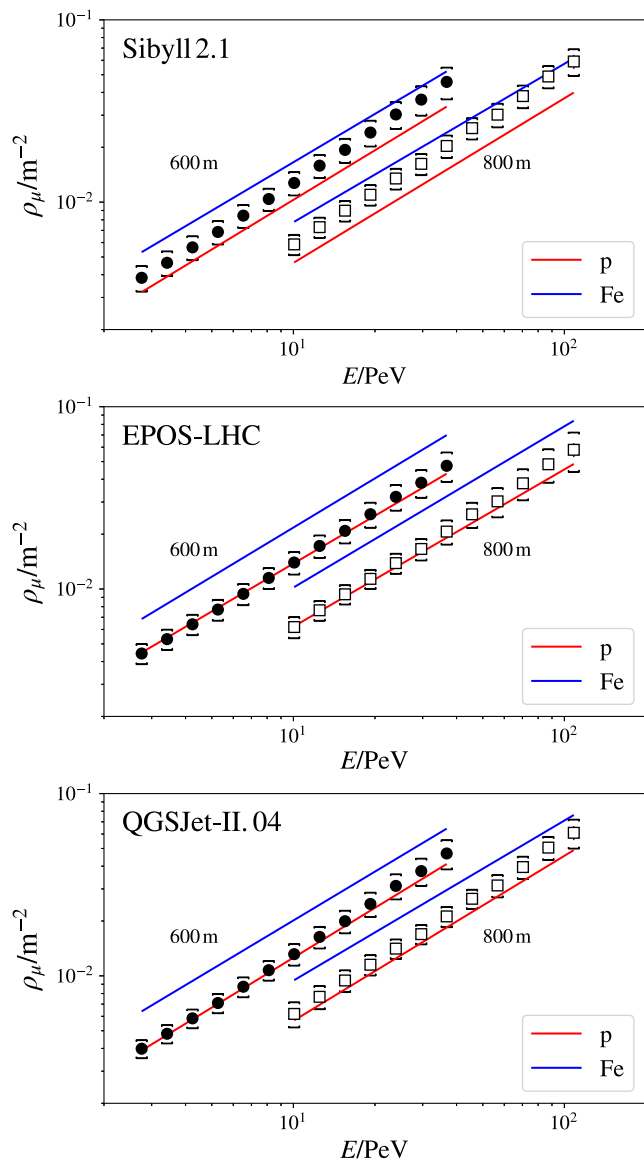 Sibyll 2.1
10⁻¹
10⁻²
ρμ/m⁻²
600 m
800 m
p
Fe
10¹
10²
E/PeV
EPOS-LHC
10⁻¹
10⁻²
ρμ/m⁻²
600 m
800 m
p
Fe
10¹
10²
E/PeV
QGSJet-II. 04
10⁻¹
10⁻²
ρμ/m⁻²
600 m
800 m
p
Fe
10¹
10²
E/PeV